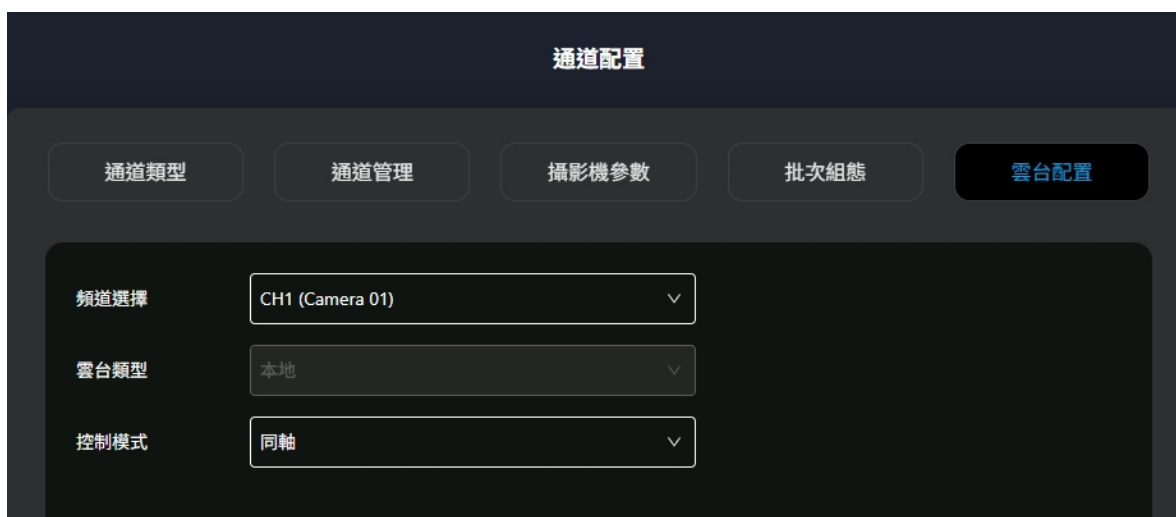 通道配置
通道類型 通道管理 攝影機參數 批次組態 雲台配置
頻道選擇 CH1 (Camera 01)
雲台類型 本地
控制模式 同軸